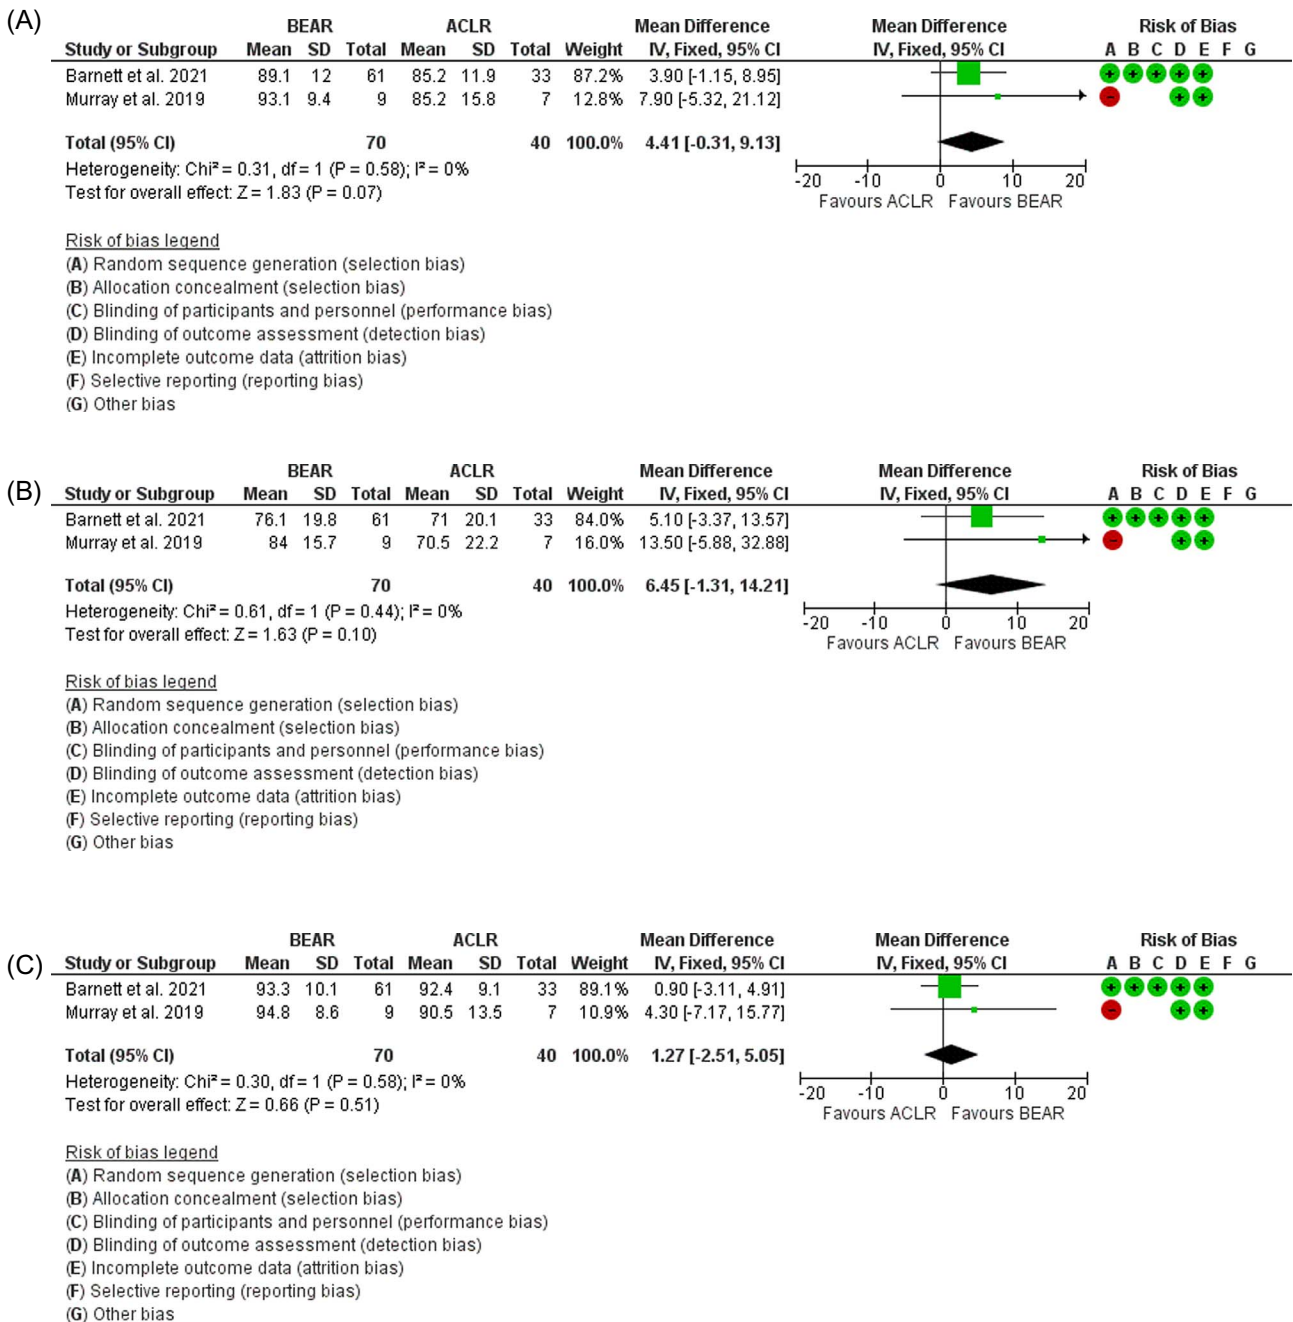 (A)
BEAR ACLR Mean Difference Mean Difference Risk of Bias
Study or Subgroup Mean SD Total Mean SD Total Weight IV, Fixed, 95% CI IV, Fixed, 95% CI A B C D E F G
Barnett et al. 2021 89.1 12 61 85.2 11.9 33 87.2% 3.90 [-1.15, 8.95] + + + + +
Murray et al. 2019 93.1 9.4 9 85.2 15.8 7 12.8% 7.90 [-5.32, 21.12] - + +
Total (95% CI) 70 40 100.0% 4.41 [-0.31, 9.13]
Heterogeneity: Chi² = 0.31, df = 1 (P = 0.58); I² = 0%
Test for overall effect: Z = 1.83 (P = 0.07)
-20 -10 0 10 20
Favours ACLR Favours BEAR
Risk of bias legend
(A) Random sequence generation (selection bias)
(B) Allocation concealment (selection bias)
(C) Blinding of participants and personnel (performance bias)
(D) Blinding of outcome assessment (detection bias)
(E) Incomplete outcome data (attrition bias)
(F) Selective reporting (reporting bias)
(G) Other bias
(B)
BEAR ACLR Mean Difference Mean Difference Risk of Bias
Study or Subgroup Mean SD Total Mean SD Total Weight IV, Fixed, 95% CI IV, Fixed, 95% CI A B C D E F G
Barnett et al. 2021 76.1 19.8 61 71 20.1 33 84.0% 5.10 [-3.37, 13.57] + + + + +
Murray et al. 2019 84 15.7 9 70.5 22.2 7 16.0% 13.50 [-5.88, 32.88] - + +
Total (95% CI) 70 40 100.0% 6.45 [-1.31, 14.21]
Heterogeneity: Chi² = 0.61, df = 1 (P = 0.44); I² = 0%
Test for overall effect: Z = 1.63 (P = 0.10)
-20 -10 0 10 20
Favours ACLR Favours BEAR
Risk of bias legend
(A) Random sequence generation (selection bias)
(B) Allocation concealment (selection bias)
(C) Blinding of participants and personnel (performance bias)
(D) Blinding of outcome assessment (detection bias)
(E) Incomplete outcome data (attrition bias)
(F) Selective reporting (reporting bias)
(G) Other bias
(C)
BEAR ACLR Mean Difference Mean Difference Risk of Bias
Study or Subgroup Mean SD Total Mean SD Total Weight IV, Fixed, 95% CI IV, Fixed, 95% CI A B C D E F G
Barnett et al. 2021 93.3 10.1 61 92.4 9.1 33 89.1% 0.90 [-3.11, 4.91] + + + + +
Murray et al. 2019 94.8 8.6 9 90.5 13.5 7 10.9% 4.30 [-7.17, 15.77] - + +
Total (95% CI) 70 40 100.0% 1.27 [-2.51, 5.05]
Heterogeneity: Chi² = 0.30, df = 1 (P = 0.58); I² = 0%
Test for overall effect: Z = 0.66 (P = 0.51)
-20 -10 0 10 20
Favours ACLR Favours BEAR
Risk of bias legend
(A) Random sequence generation (selection bias)
(B) Allocation concealment (selection bias)
(C) Blinding of participants and personnel (performance bias)
(D) Blinding of outcome assessment (detection bias)
(E) Incomplete outcome data (attrition bias)
(F) Selective reporting (reporting bias)
(G) Other bias